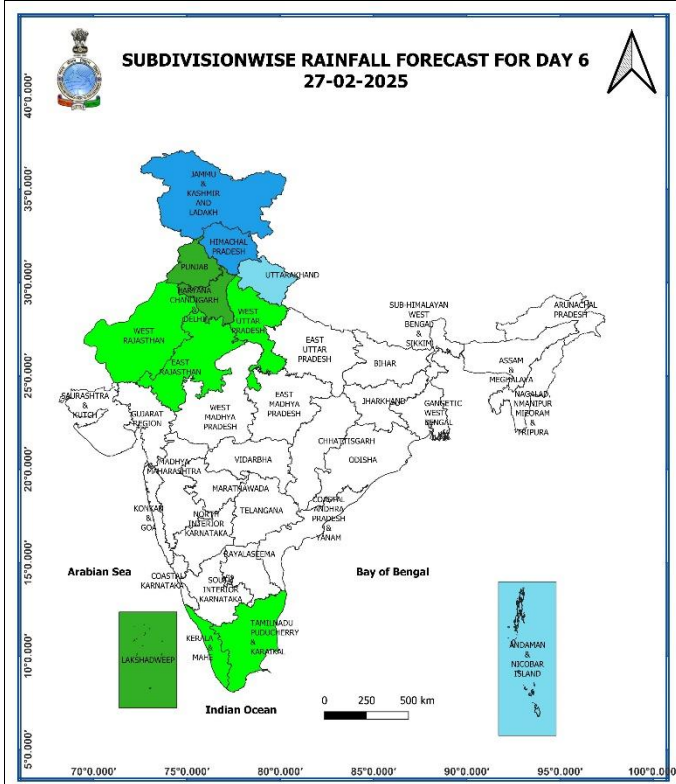 SUBDIVISIONWISE RAINFALL FORECAST FOR DAY 6
27-02-2025
JAMMU
&
KASHMIR
AND
LADAKH
HIMACHAL
PRADESH
PUNJAB
UTTARAKHAND
HARYANA
CHANDIGARH
&
DELHI
WEST
UTTAR
PRADESH
WEST
RAJASTHAN
EAST
RAJASTHAN
EAST
UTTAR
PRADESH
SUB-HIMALAYAN
WEST
BENGAL
&
SIKKIM
ARUNACHAL
PRADESH
BIHAR
ASSAM
&
MEGHALAYA
NAGALAD,
MNANIPUR
MIZORAM
&
TRIPURA
SAURASHTRA
&
KUTCH
GUJARAT
REGION
WEST
MADHYA
PRADESH
EAST
MADHYA
PRADESH
JHARKHAND
GANGETIC
WEST
BENGAL
CHHATTISGARH
ODISHA
MADHYA
MAHARSHTRA
VIDARBHA
MARATHAWADA
TELANGANA
KONKAN
&
GOA
NORTH
INTERIOR
KARNATAKA
COASTAL
ANDHRA
PRADESH
&
YANAM
RAYALASEEMA
COASTAL
KARNATAKA
SOUTH
INTERIOR
KARNATAKA
TAMILNADU
PUDUCHERRY
&
KARAIKAL
KERALA
&
MAHE
LAKSHADWEEP
ANDAMAN
&
NICOBAR
ISLAND
Arabian Sea
Bay of Bengal
Indian Ocean
0 250 500 km
40°0.000'
35°0.000'
30°0.000'
25°0.000'
20°0.000'
15°0.000'
10°0.000'
5°0.000'
70°0.000' 75°0.000' 80°0.000' 85°0.000' 90°0.000' 95°0.000' 100°0.000'